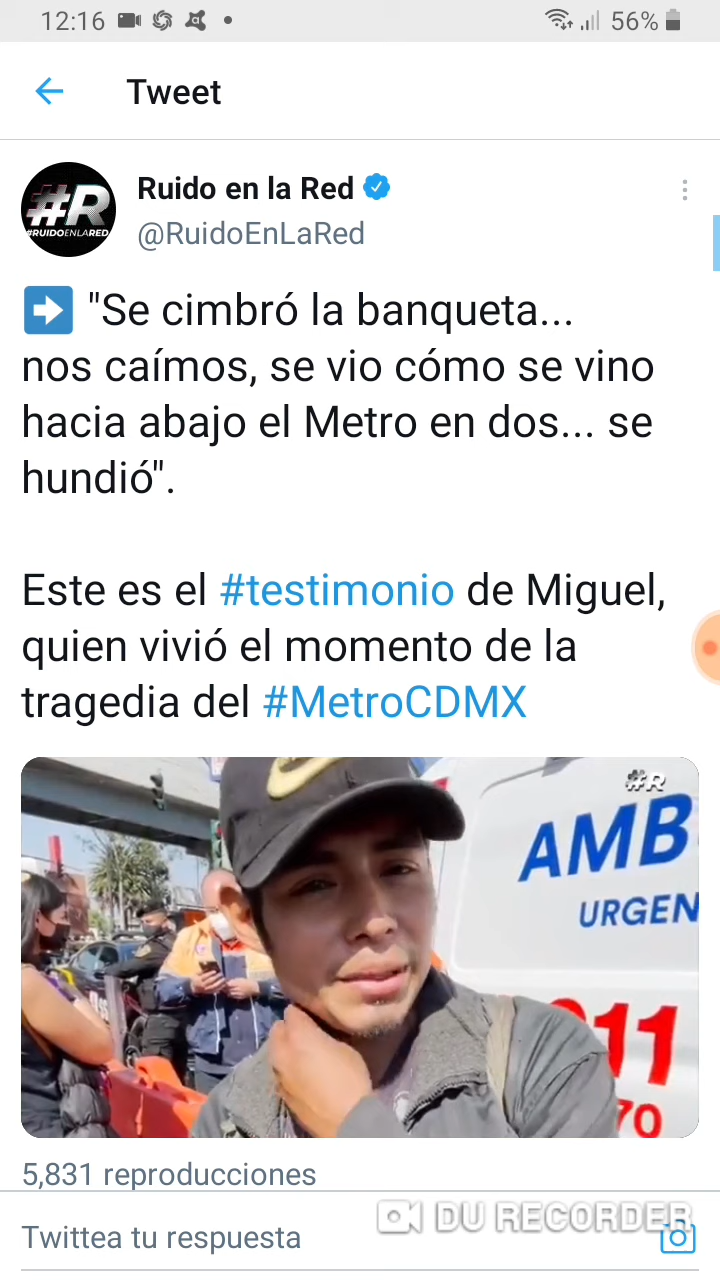 12:16
56%
Tweet
#R
#RUIDOENLARED
Ruido en la Red
@RuidoEnLaRed
"Se cimbró la banqueta...
nos caímos, se vio cómo se vino
hacia abajo el Metro en dos... se
hundió".
Este es el #testimonio de Miguel,
quien vivió el momento de la
tragedia del #MetroCDMX
#R
AMB
URGEN
911
70
5,831 reproducciones
Twittea tu respuesta
DU RECORDER